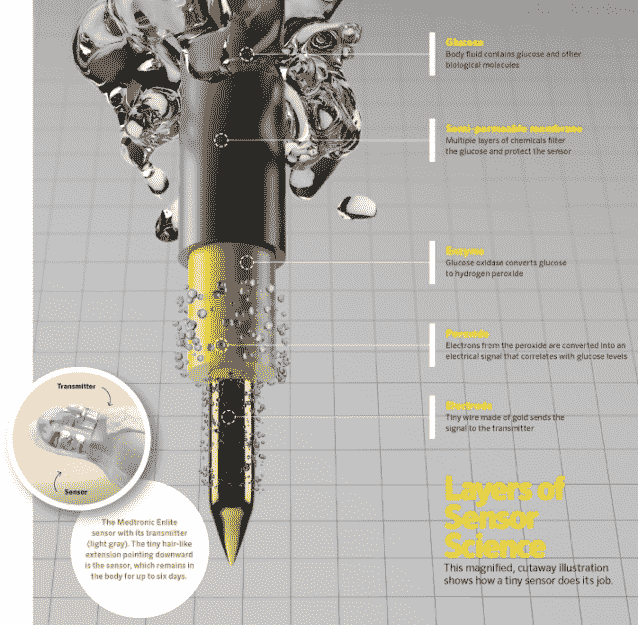 Glucose
Body fluid contains glucose and other
biological molecules
Semi-permeable membrane
Multiple layers of chemicals filter
the glucose and protect the sensor
Enzyme
Glucose oxidase converts glucose
to hydrogen peroxide
Peroxide
Electrons from the peroxide are converted into an
electrical signal that correlates with glucose levels
Electrode
Tiny wire made of gold sends the
signal to the transmitter
Transmitter
Sensor
The Medtronic Enlite
sensor with its transmitter
(light gray). The tiny hair-like
extension pointing downward
is the sensor, which remains in
the body for up to six days.
Layers of
Sensor
Science
This magnified, cutaway illustration
shows how a tiny sensor does its job.